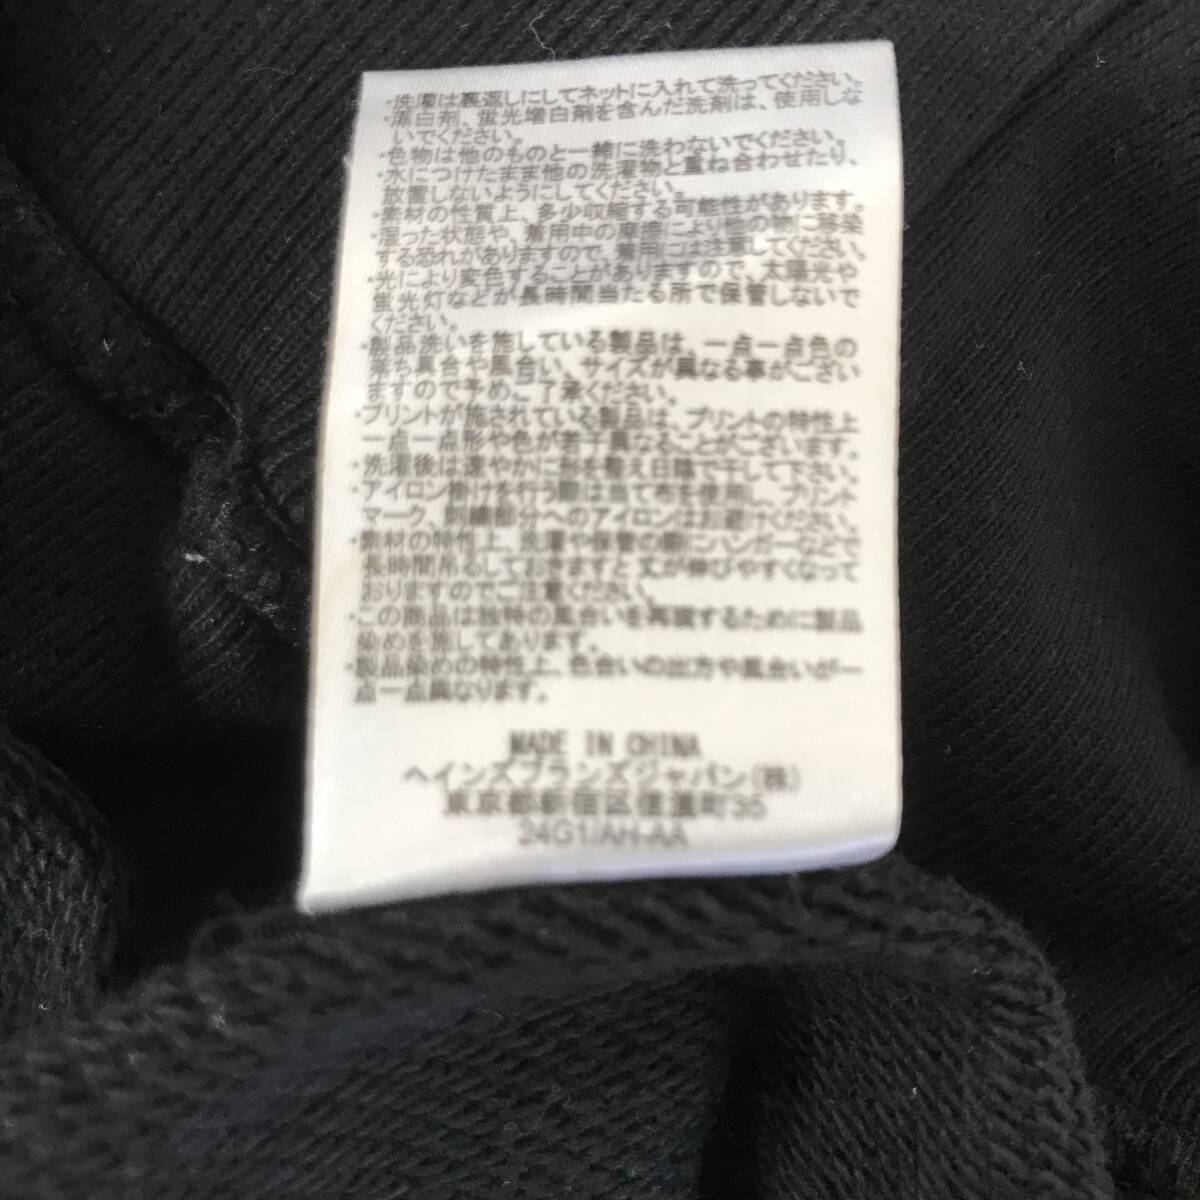 ・洗濯は裏返しにしてネットに入れて洗ってください。
・漂白剤、蛍光増白剤を含んだ洗剤は、使用しな
いでください。
・色物は他のものと一緒に洗わないでください。
・水につけたまま他の洗濯物と重ね合わせたり、
放置しないようにしてください。
・素材の性質上、多少収縮する可能性があります。
・湿った状態や、着用中の摩擦により他の物に移染
する恐れがありますので、着用には注意してください。
・光により変色することがありますので、太陽光や
蛍光灯などが長時間当たる所で保管しないで
ください。
・製品洗いを施している製品は、一点一点色の
落ち具合や風合い、サイズが異なる事がござい
ますので予めご了承ください。
・プリントが施されている製品は、プリントの特性上
一点一点形や色が若干異なることがございます。
・洗濯後は速やかに形を整え日陰で干して下さい。
・アイロン掛けを行う際は当て布を使用し、プリント
マーク、刺繍部分へのアイロンはお避けください。
・素材の特性上、洗濯や保管の際にハンガーなどで
長時間吊るしておきますと丈が伸びやすくなって
おりますのでご注意ください。
・この商品は独特の風合いを再現するために製品
染めを施してあります。
・製品染めの特性上、色合いの出方や風合いが一
点一点異なります。
MADE IN CHINA
ヘインズブランズジャパン(株)
東京都新宿区住吉町35
24G1/AH-AA